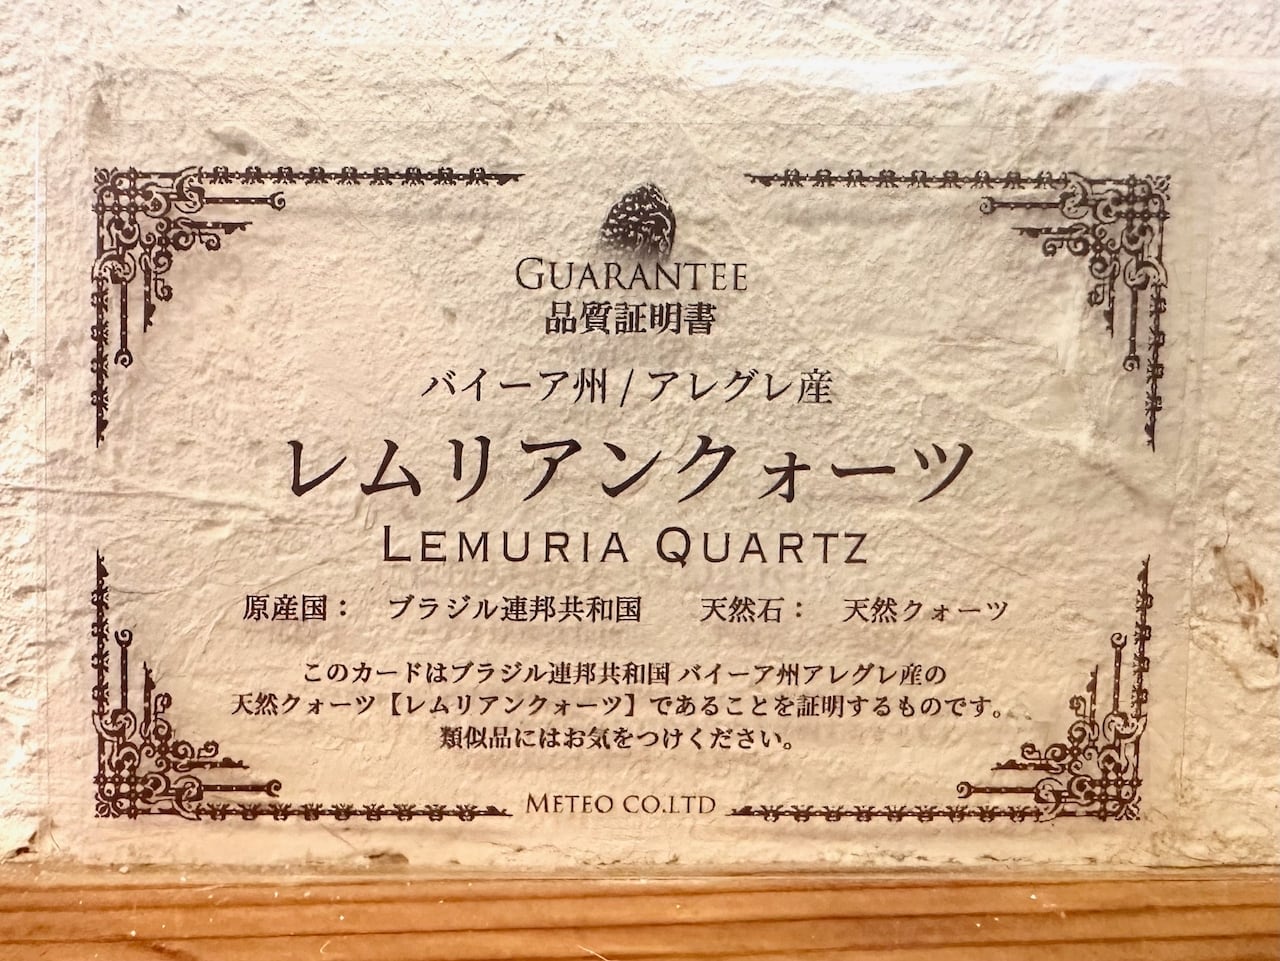 GUARANTEE
品質証明書
バイーア州 / アレグレ産
レムリアンクォーツ
LEMURIA QUARTZ
原産国： ブラジル連邦共和国 天然石： 天然クォーツ
このカードはブラジル連邦共和国 バイーア州アレグレ産の
天然クォーツ【レムリアンクォーツ】であることを証明するものです。
類似品にはお気をつけください。
METEO CO.LTD